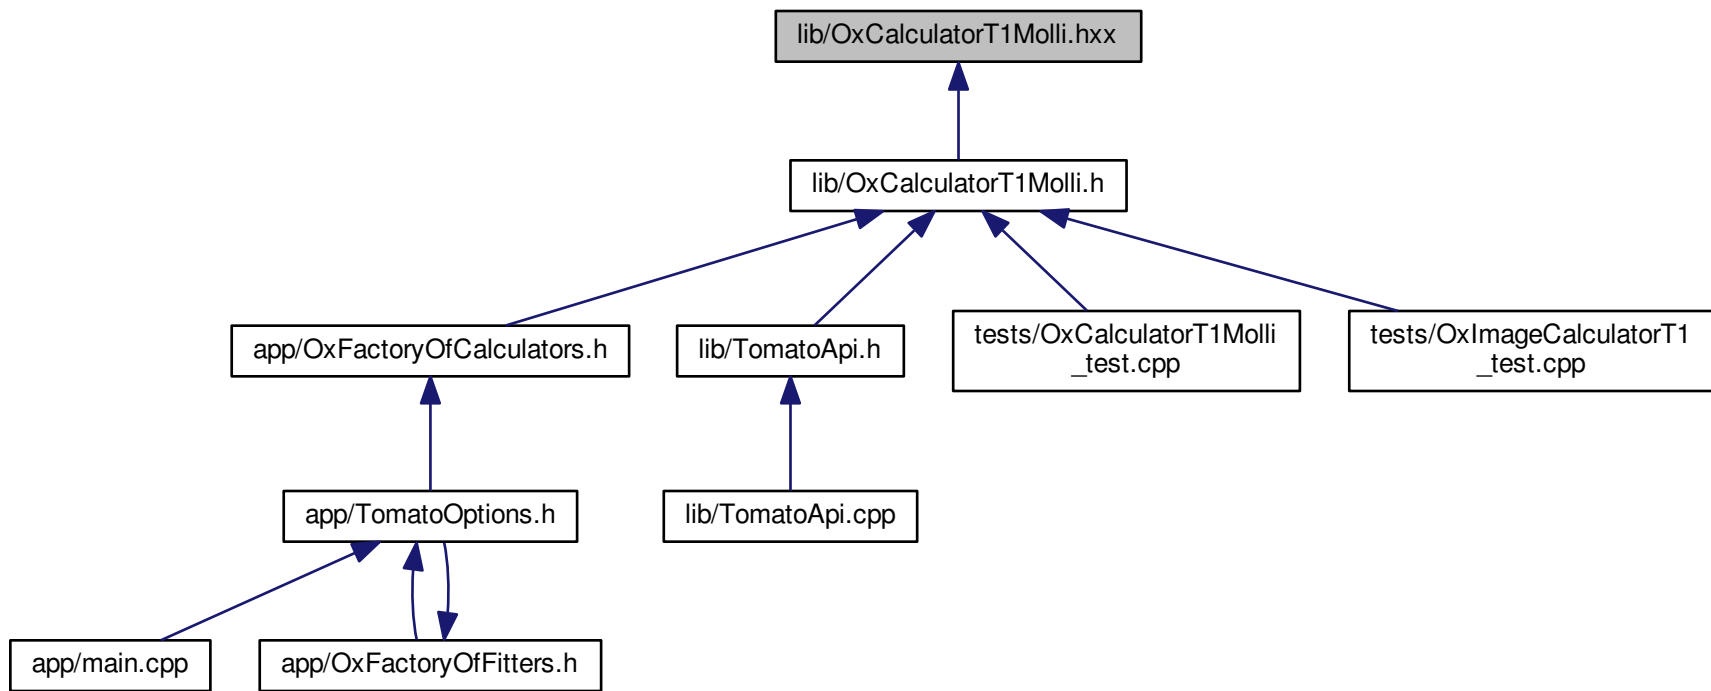 lib/OxCalculatorT1Molli.hxx
lib/OxCalculatorT1Molli.h
app/OxFactoryOfCalculators.h
lib/TomatoApi.h
tests/OxCalculatorT1Molli
_test.cpp
tests/OxImageCalculatorT1
_test.cpp
app/TomatoOptions.h
lib/TomatoApi.cpp
app/main.cpp
app/OxFactoryOfFitters.h